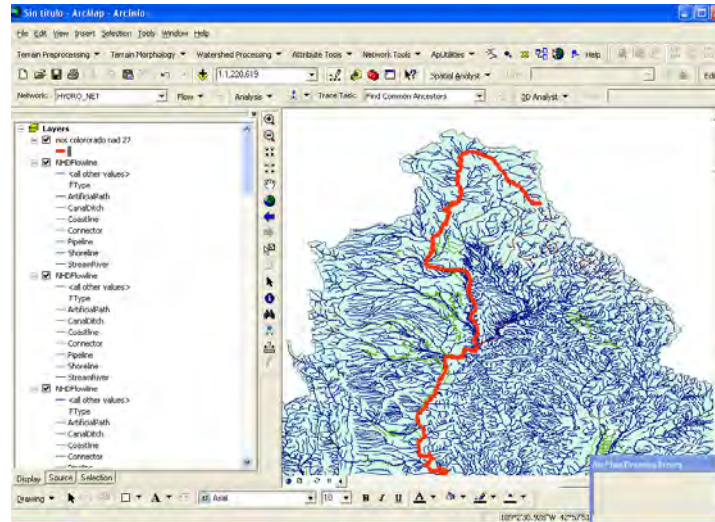 Sin título - ArcMap - ArcInfo
File Edit View Insert Selection Tools Window Help
Terrain Preprocessing Terrain Morphology Watershed Processing Attribute Tools Network Tools ApUtilities Help
1:1,220,619 Spatial Analyst
Network: HYDRO_NET Flow Analysis Trace Task: Find Common Ancestors 3D Analyst
Layers
rios colororado nad 27
NHDFlowline
<all other values>
FType
ArtificialPath
CanalDitch
Coastline
Connector
Pipeline
Shoreline
StreamRiver
NHDFlowline
<all other values>
FType
ArtificialPath
CanalDitch
Coastline
Connector
Pipeline
Shoreline
StreamRiver
NHDFlowline
<all other values>
FType
ArtificialPath
CanalDitch
Coastline
Connector
Pipeline
Display Source Selection
Drawing A Arial 10 B I U A